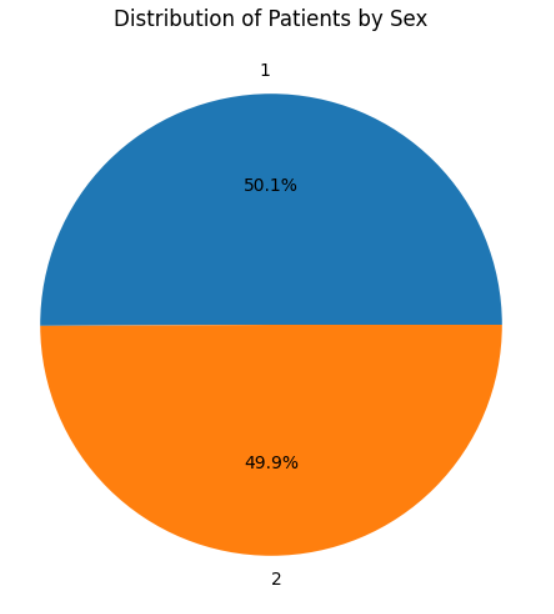 Distribution of Patients by Sex
1
50.1%
49.9%
2